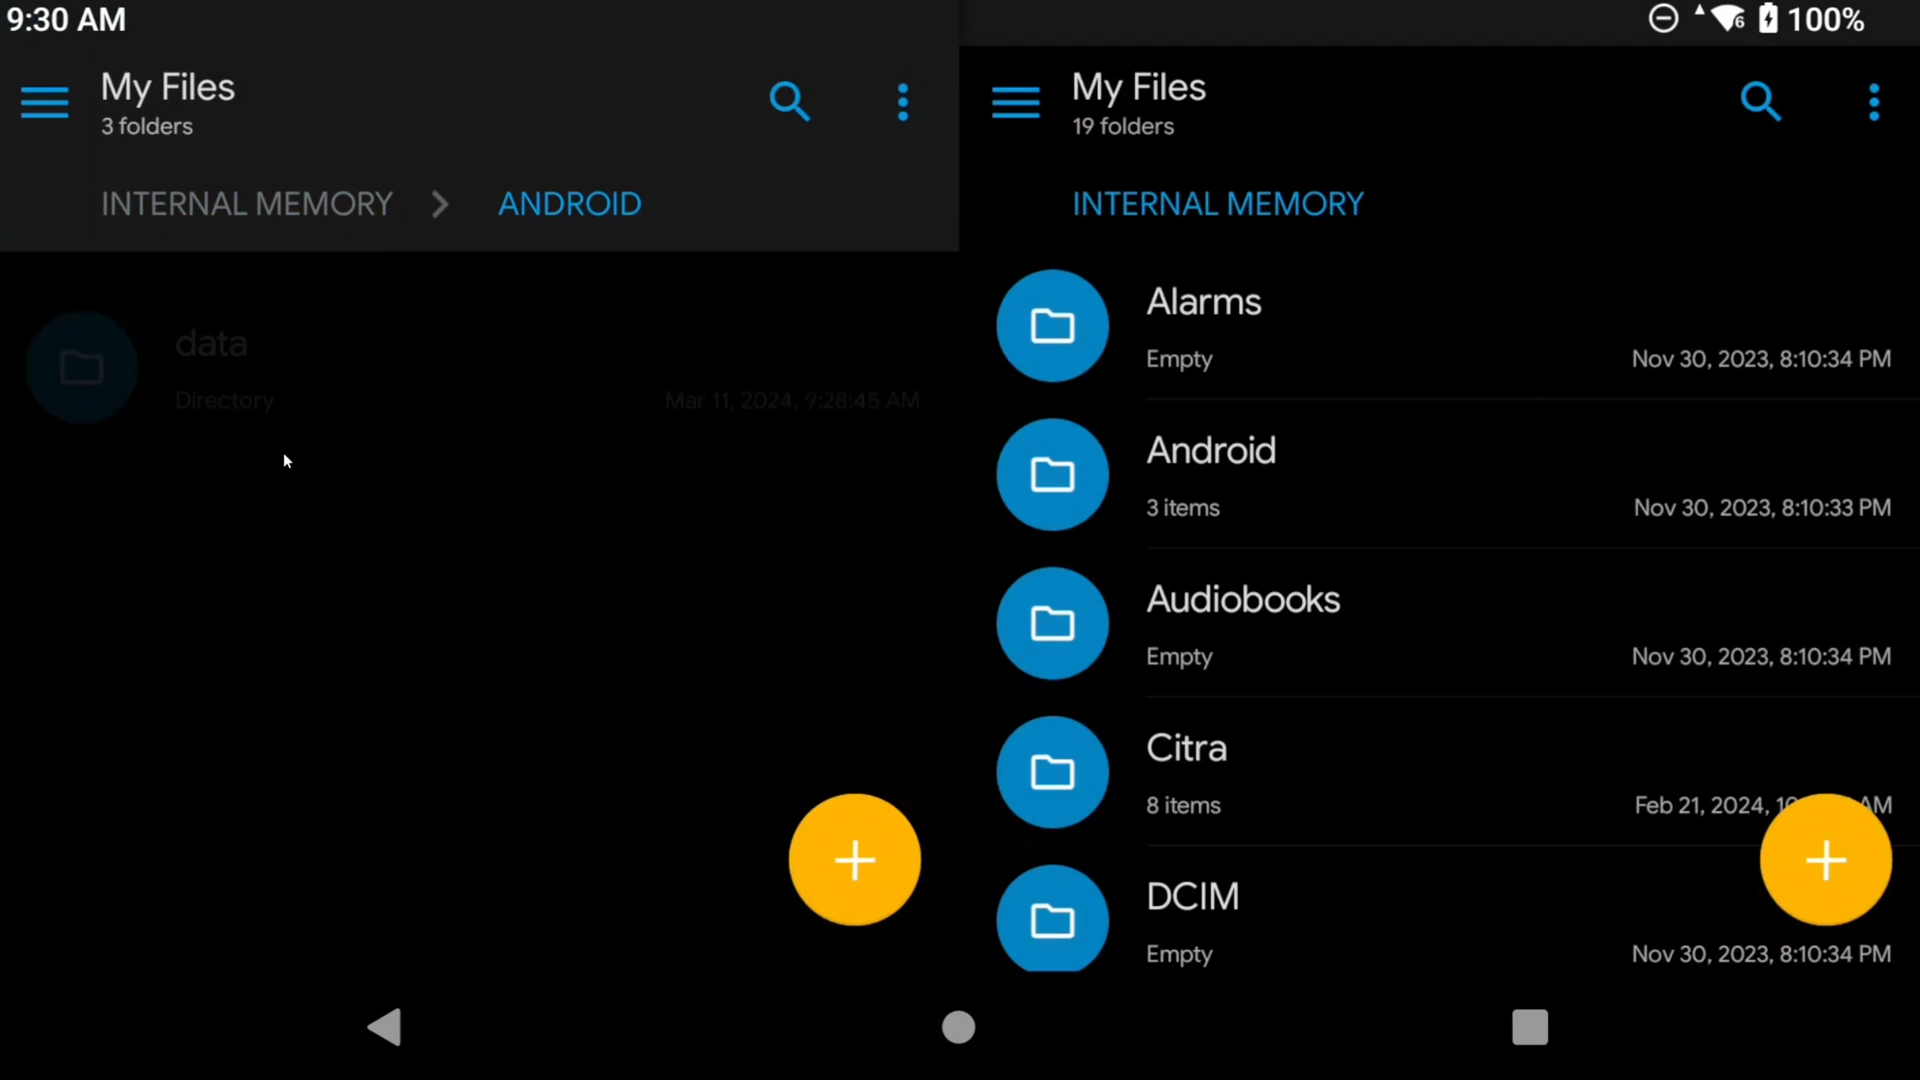 9:30 AM
6 100%
My Files
3 folders
INTERNAL MEMORY > ANDROID
data
Directory
Mar 11, 2024, 9:28:45 AM
My Files
19 folders
INTERNAL MEMORY
Alarms
Empty
Nov 30, 2023, 8:10:34 PM
Android
3 items
Nov 30, 2023, 8:10:33 PM
Audiobooks
Empty
Nov 30, 2023, 8:10:34 PM
Citra
8 items
Feb 21, 2024, AM
DCIM
Empty
Nov 30, 2023, 8:10:34 PM